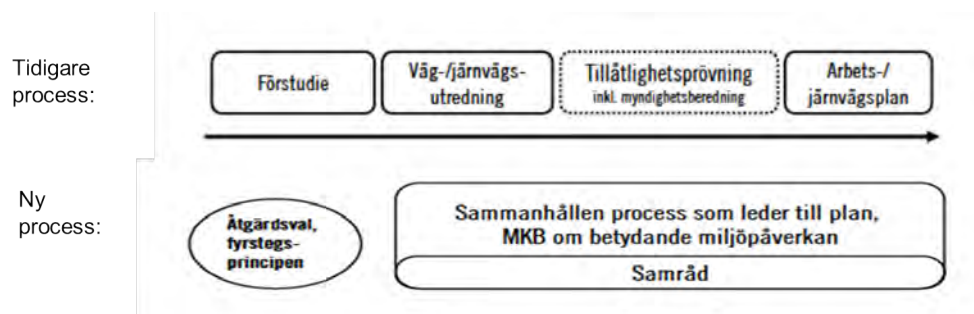 Tidigare
process:
Förstudie
Väg-/järnvägs-
utredning
Tillåtlighetsprövning
inkl. myndighetsberedning
Arbets-/
järnvägsplan
Ny
process:
Åtgärdsval,
fyrstegs-
principen
Sammanhållen process som leder till plan,
MKB om betydande miljöpåverkan
Samråd